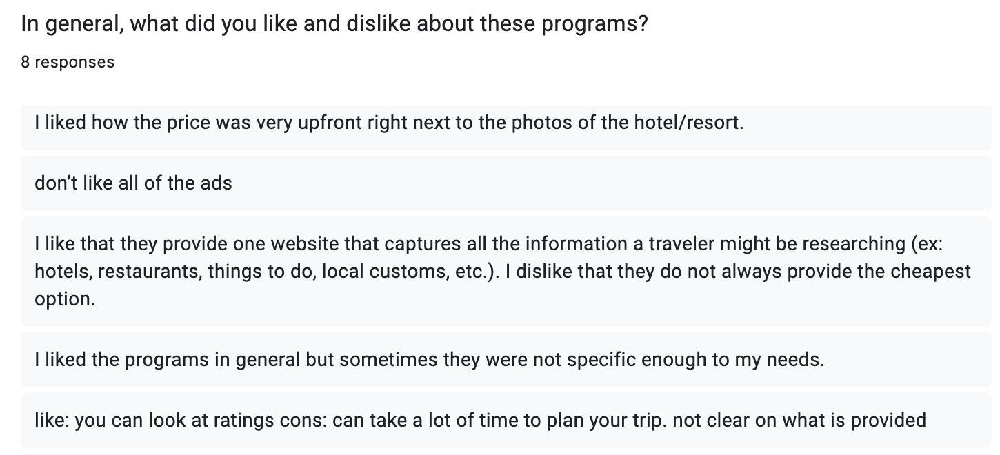 In general, what did you like and dislike about these programs?
8 responses
I liked how the price was very upfront right next to the photos of the hotel/resort.
don’t like all of the ads
I like that they provide one website that captures all the information a traveler might be researching (ex:
hotels, restaurants, things to do, local customs, etc.). I dislike that they do not always provide the cheapest
option.
I liked the programs in general but sometimes they were not specific enough to my needs.
like: you can look at ratings cons: can take a lot of time to plan your trip. not clear on what is provided